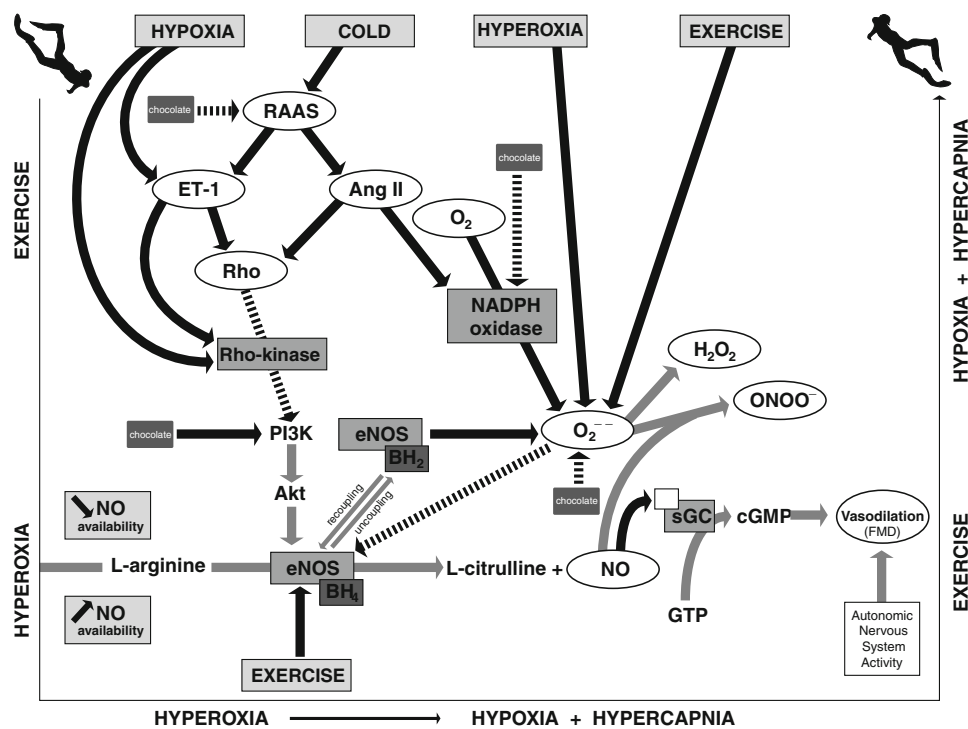 HYPOXIA
COLD
HYPEROXIA
EXERCISE
chocolate
RAAS
chocolate
ET-1
Ang II
O₂
EXERCISE
HYPOXIA + HYPERCAPNIA
Rho
NADPH
oxidase
Rho-kinase
H₂O₂
ONOO⁻
chocolate
PI3K
eNOS
BH₂
O₂⁻⁻
Akt
recoupling
uncoupling
chocolate
NO
availability
sGC
cGMP
Vasodilation
(FMD)
HYPEROXIA
L-arginine
eNOS
BH₄
L-citrulline +
NO
EXERCISE
NO
availability
GTP
Autonomic
Nervous
System
Activity
EXERCISE
HYPEROXIA
HYPOXIA + HYPERCAPNIA